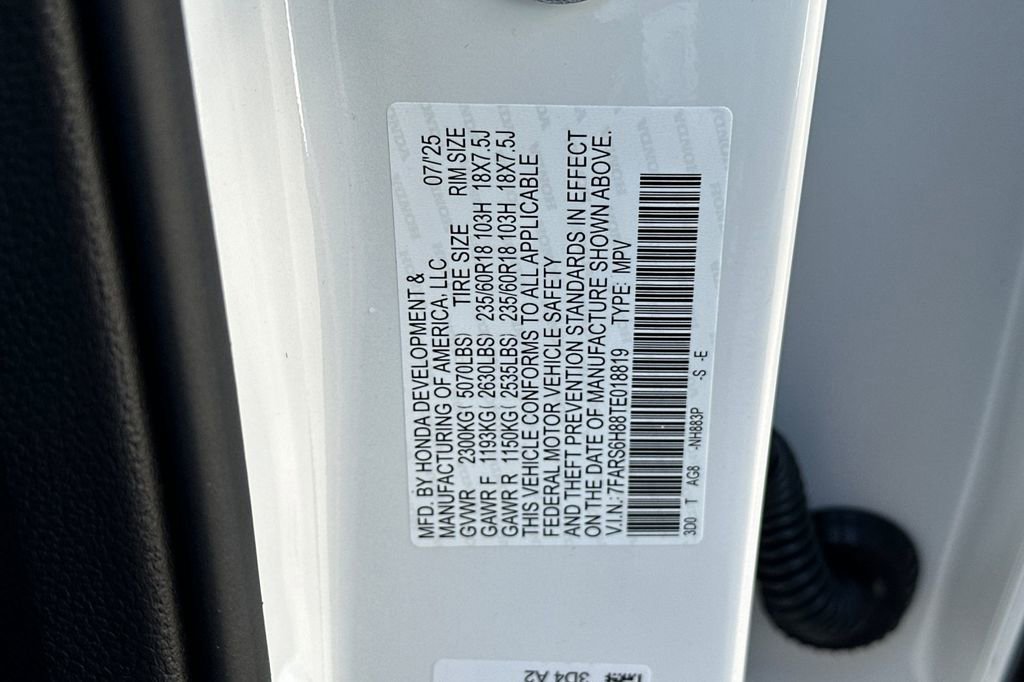 MFD. BY HONDA DEVELOPMENT &
MANUFACTURING OF AMERICA, LLC 07/'25
GVWR 2300KG( 5070LBS) TIRE SIZE RIM SIZE
GAWR F 1193KG( 2630LBS) 235/60R18 103H 18X7.5J
GAWR R 1150KG( 2535LBS) 235/60R18 103H 18X7.5J
THIS VEHICLE CONFORMS TO ALL APPLICABLE
FEDERAL MOTOR VEHICLE SAFETY
AND THEFT PREVENTION STANDARDS IN EFFECT
ON THE DATE OF MANUFACTURE SHOWN ABOVE.
V.I.N.: 7FARS6H88TE018819 TYPE: MPV
3D0 T AG8 -NH883P -S -E
3D4 A2